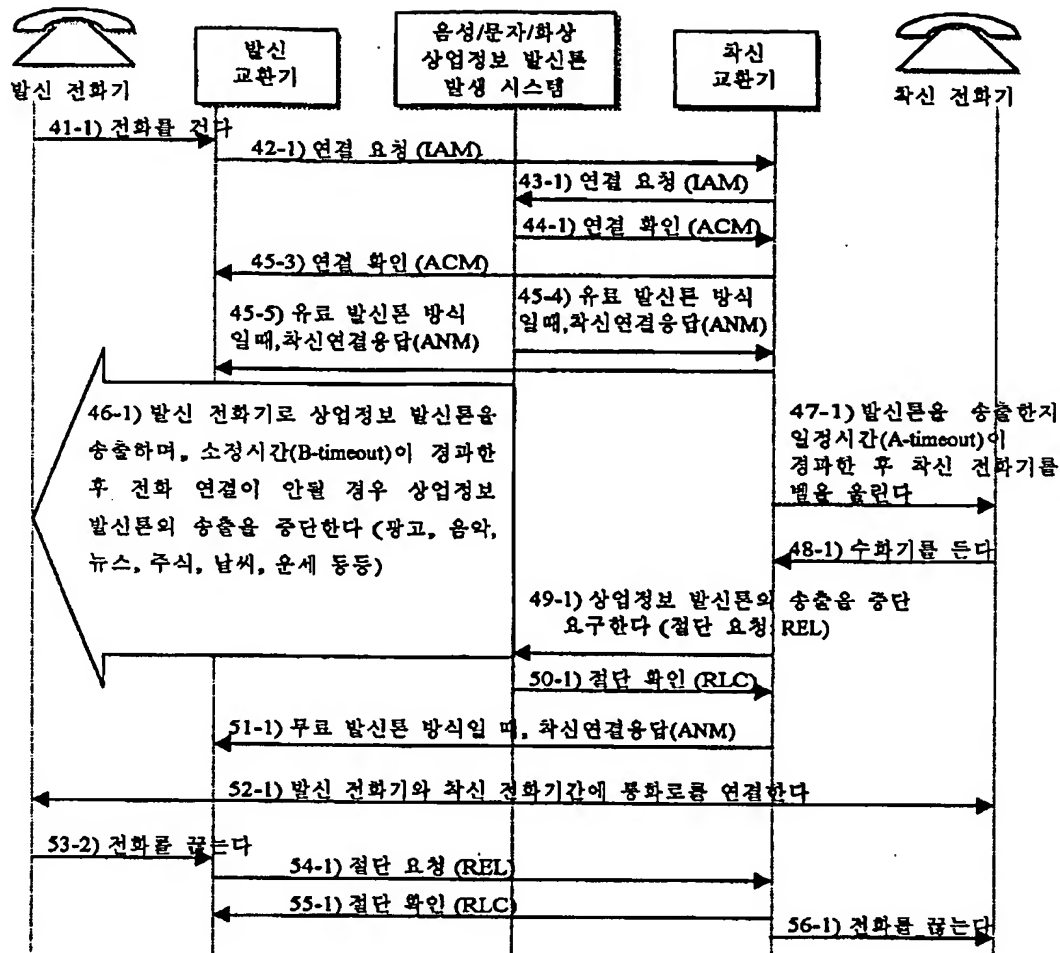 발신 전화기
발신
교환기
음성/문자/화상
상업정보 발신톤
발생 시스템
착신
교환기
착신 전화기
41-1) 전화를 건다
42-1) 연결 요청 (IAM)
43-1) 연결 요청 (IAM)
44-1) 연결 확인 (ACM)
45-3) 연결 확인 (ACM)
45-4) 유료 발신톤 방식
일때,착신연결응답(ANM)
45-5) 유료 발신톤 방식
일때,착신연결응답(ANM)
46-1) 발신 전화기로 상업정보 발신톤을
송출하며, 소정시간(B-timeout)이 경과한
후 전화 연결이 안될 경우 상업정보
발신톤의 송출을 중단한다 (광고, 음악,
뉴스, 주식, 날씨, 운세 등등)
47-1) 발신톤을 송출한지
일정시간(A-timeout)이
경과한 후 착신 전화기를
벨을 울린다
48-1) 수화기를 든다
49-1) 상업정보 발신톤의 송출을 중단
요구한다 (절단 요청 REL)
50-1) 절단 확인 (RLC)
51-1) 무료 발신톤 방식일 때, 착신연결응답(ANM)
52-1) 발신 전화기와 착신 전화기간에 통화로를 연결한다
53-2) 전화를 끊는다
54-1) 절단 요청 (REL)
55-1) 절단 확인 (RLC)
56-1) 전화를 끊는다